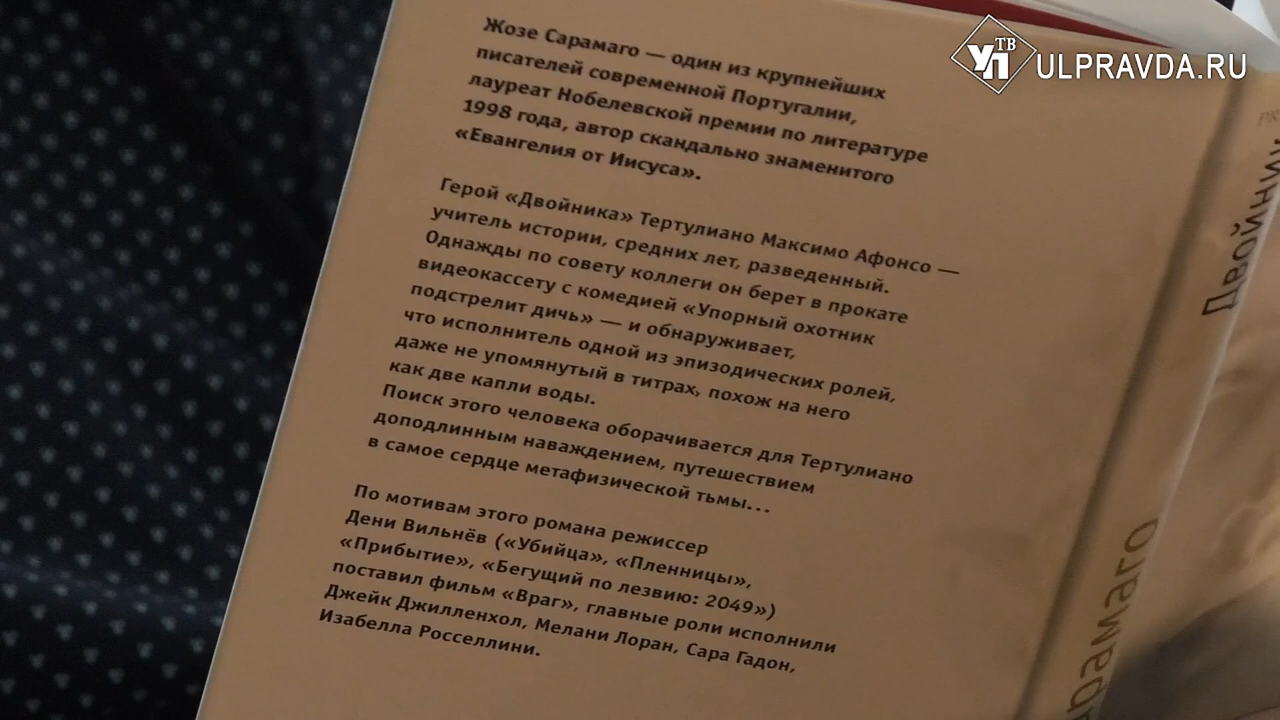 УП ТВ ULPRAVDA.RU
Жозе Сарамаго — один из крупнейших
писателей современной Португалии,
лауреат Нобелевской премии по литературе
1998 года, автор скандально знаменитого
«Евангелия от Иисуса».
Герой «Двойника» Тертулиано Максимо Афонсо —
учитель истории, средних лет, разведенный.
Однажды по совету коллеги он берет в прокате
видеокассету с комедией «Упорный охотник
подстрелит дичь» — и обнаруживает,
что исполнитель одной из эпизодических ролей,
даже не упомянутый в титрах, похож на него
как две капли воды.
Поиск этого человека оборачивается для Тертулиано
доподлинным наваждением, путешествием
в самое сердце метафизической тьмы...
По мотивам этого романа режиссер
Дени Вильнёв («Убийца», «Пленницы»,
«Прибытие», «Бегущий по лезвию: 2049»)
поставил фильм «Враг», главные роли исполнили
Джейк Джилленхол, Мелани Лоран, Сара Гадон,
Изабелла Росселлини.
Двойник
арамаго